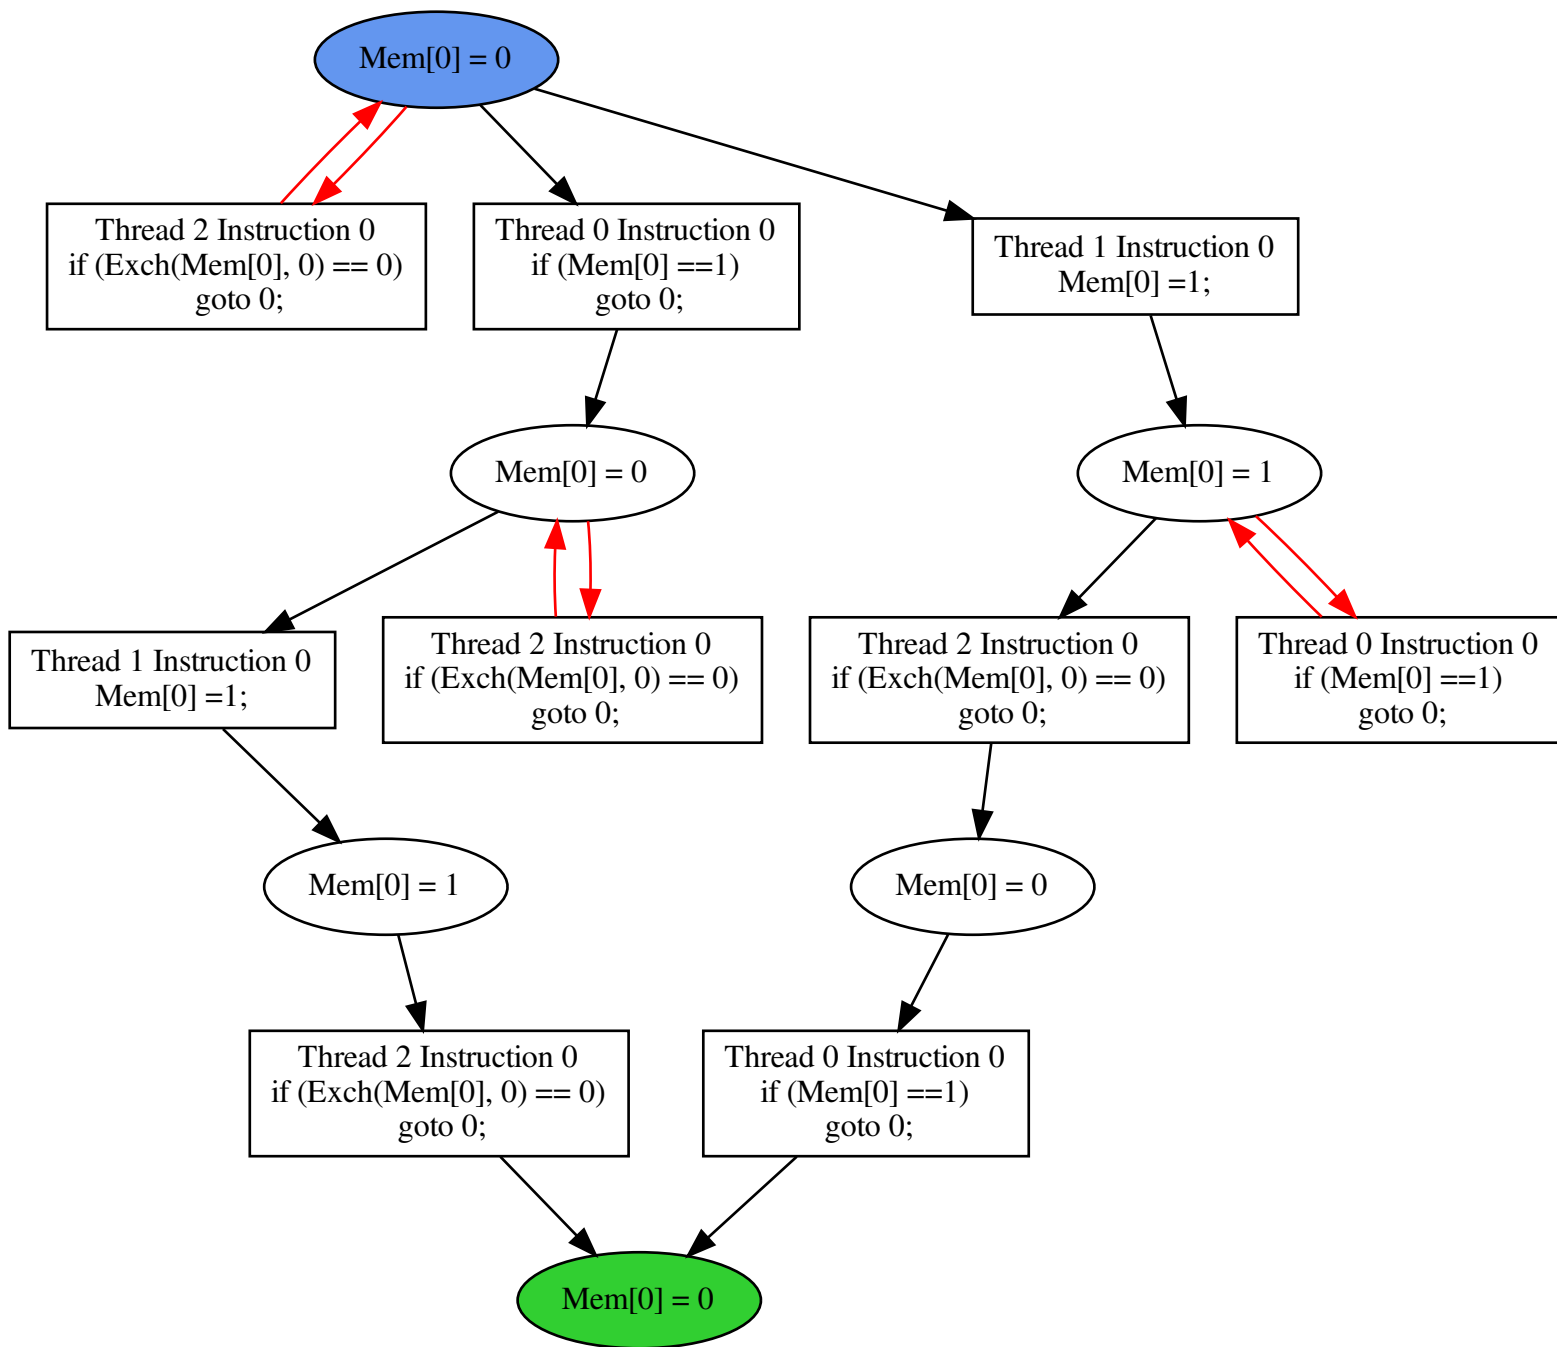 Mem[0] = 0
Thread 2 Instruction 0
if (Exch(Mem[0], 0) == 0)
goto 0;
Thread 0 Instruction 0
if (Mem[0] ==1)
goto 0;
Thread 1 Instruction 0
Mem[0] =1;
Mem[0] = 0
Mem[0] = 1
Thread 1 Instruction 0
Mem[0] =1;
Thread 2 Instruction 0
if (Exch(Mem[0], 0) == 0)
goto 0;
Thread 2 Instruction 0
if (Exch(Mem[0], 0) == 0)
goto 0;
Thread 0 Instruction 0
if (Mem[0] ==1)
goto 0;
Mem[0] = 1
Mem[0] = 0
Thread 2 Instruction 0
if (Exch(Mem[0], 0) == 0)
goto 0;
Thread 0 Instruction 0
if (Mem[0] ==1)
goto 0;
Mem[0] = 0